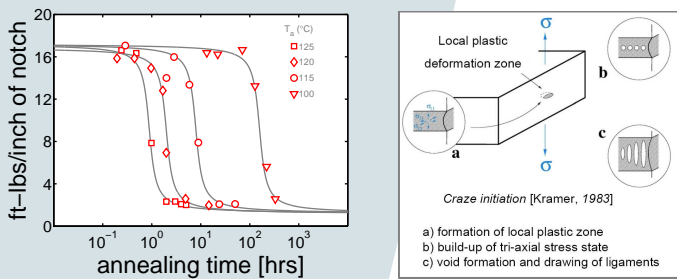 ft-lbs/inch of notch
20
16
12
8
4
0
Tₐ (°C)
125
120
115
100
10⁻¹ 10⁰ 10¹ 10² 10³
annealing time [hrs]
σ
Local plastic
deformation zone
a
b
c
σ
Craze initiation [Kramer, 1983]
a) formation of local plastic zone
b) build-up of tri-axial stress state
c) void formation and drawing of ligaments